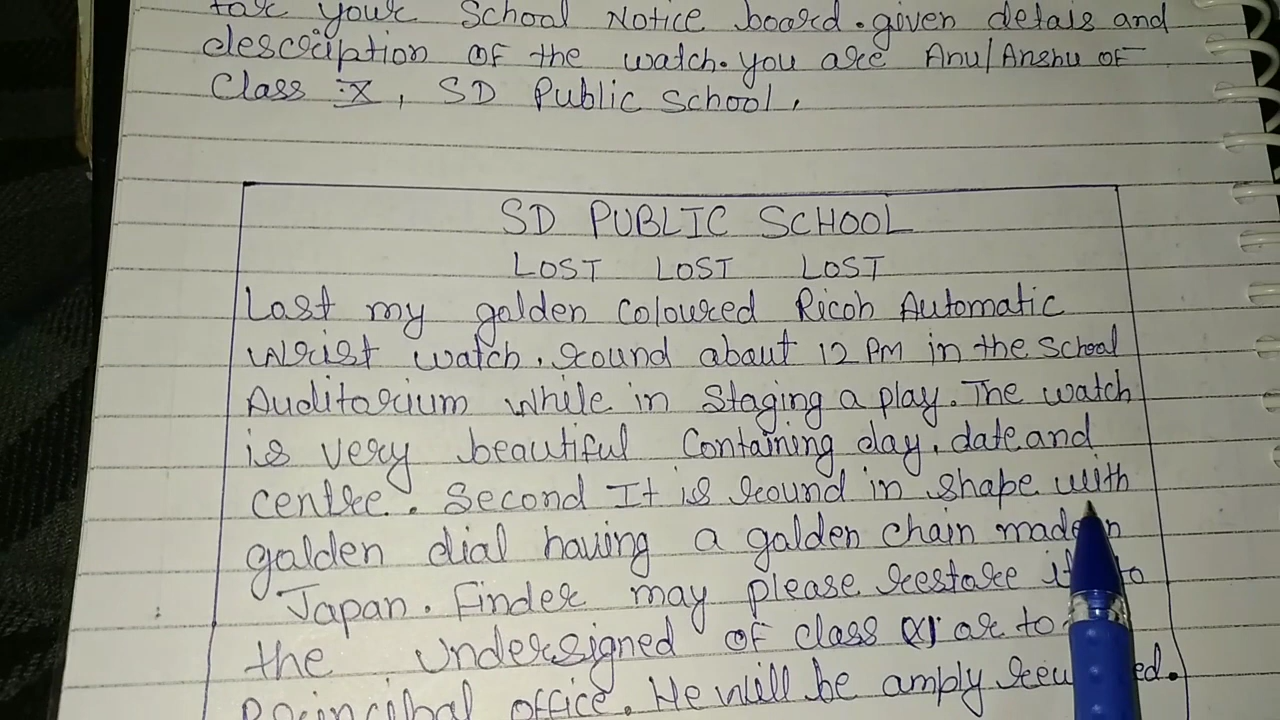 for your School Notice board. given detais and
description of the watch. you are Anu/Anshu of
Class X, SD Public School,
SD PUBLIC SCHOOL
LOST LOST LOST
Lost my golden coloured Ricoh Automatic
Wrist watch. round about 12 PM in the school
Auditorium while in staging a play. The watch
is very beautiful containing day, date and
centre. Second It is round in shape with
golden dial having a golden chain made in
Japan. Finder may please restore it to
the undersigned of class or to
Principal office. He will be amply